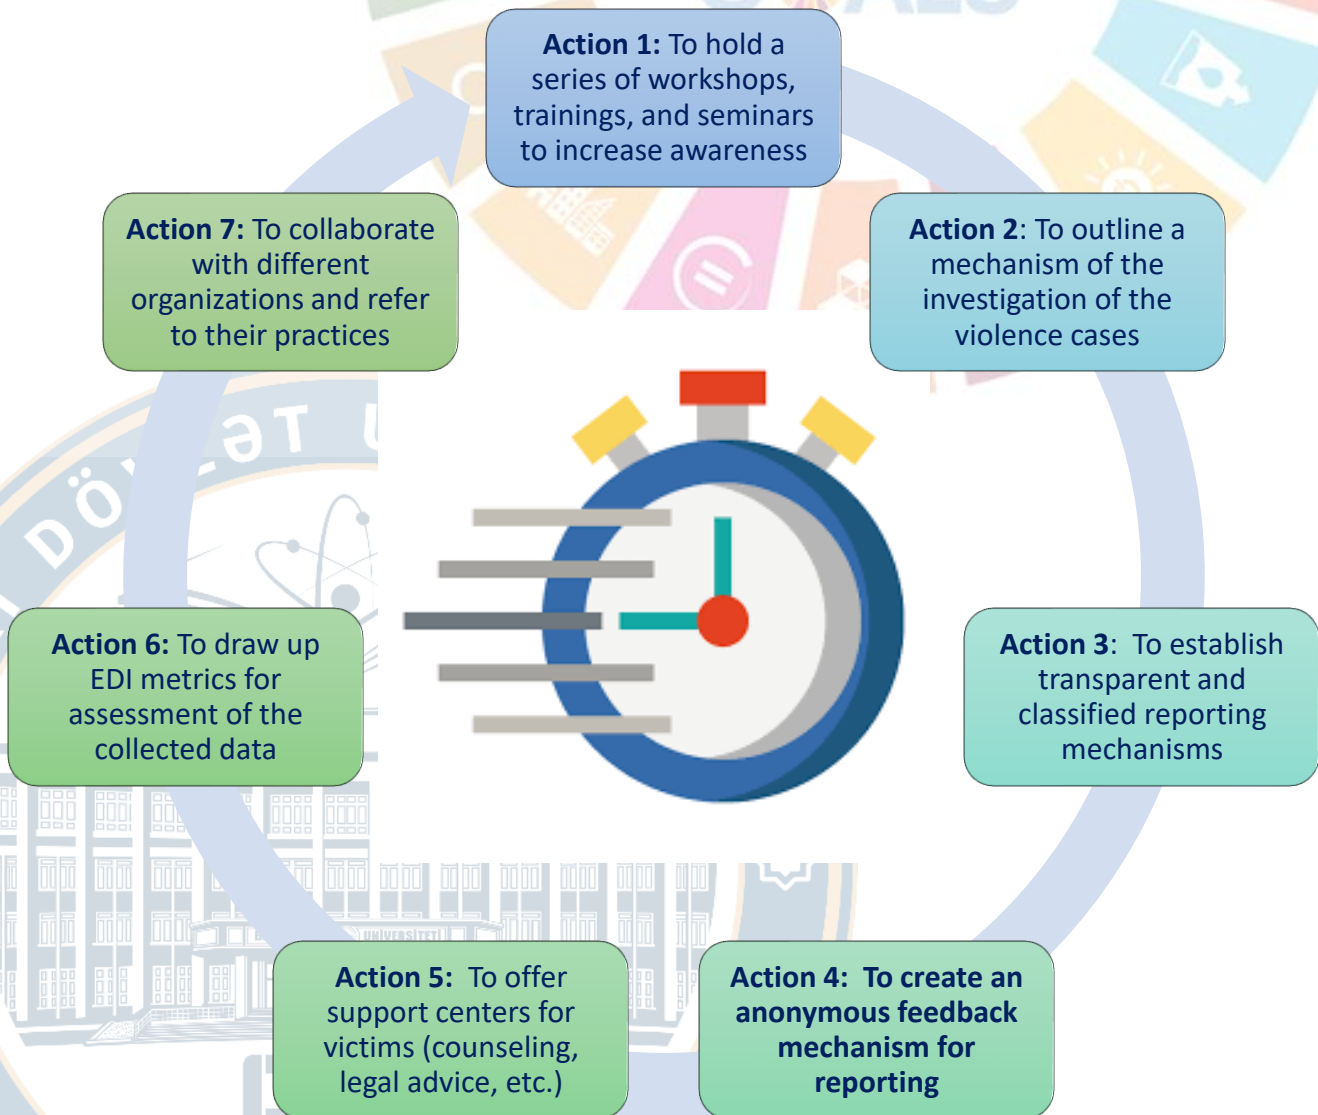 Action 1: To hold a
series of workshops,
trainings, and seminars
to increase awareness
Action 2: To outline a
mechanism of the
investigation of the
violence cases
Action 3: To establish
transparent and
classified reporting
mechanisms
Action 4: To create an
anonymous feedback
mechanism for
reporting
Action 5: To offer
support centers for
victims (counseling,
legal advice, etc.)
Action 6: To draw up
EDI metrics for
assessment of the
collected data
Action 7: To collaborate
with different
organizations and refer
to their practices
UNİVERSİTETİ